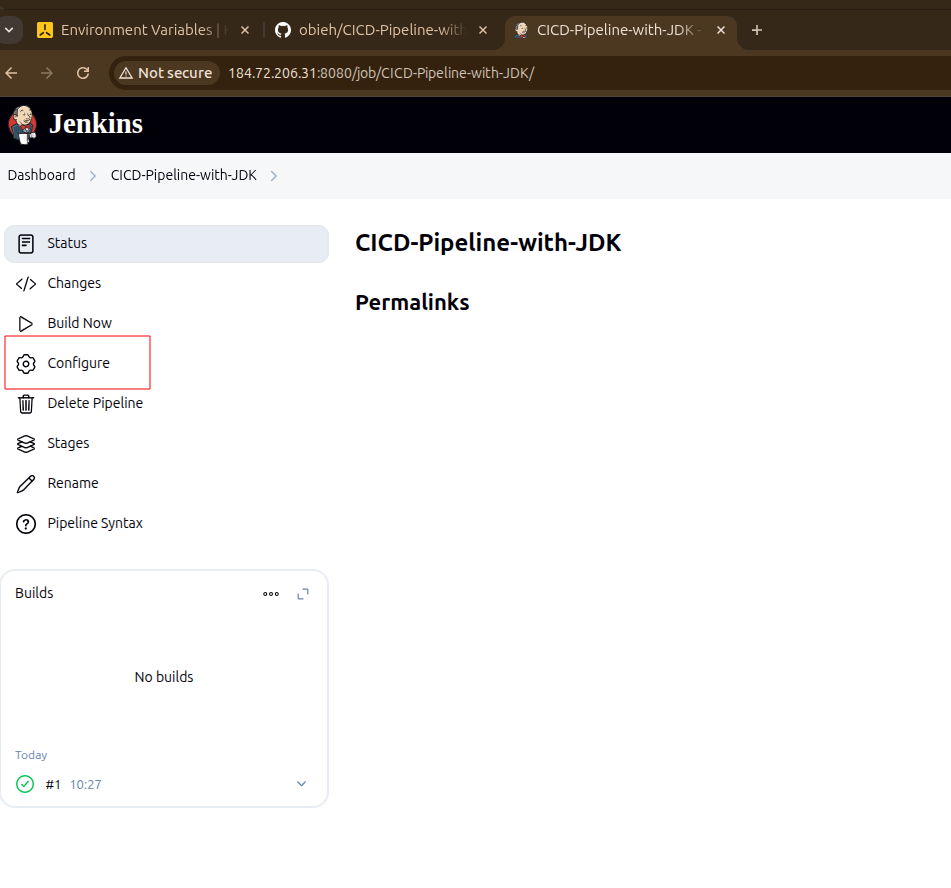 Environment Variables |
obieh/CICD-Pipeline-with
CICD-Pipeline-with-JDK -
Not secure
184.72.206.31:8080/job/CICD-Pipeline-with-JDK/
Jenkins
Dashboard
CICD-Pipeline-with-JDK
Status
CICD-Pipeline-with-JDK
Changes
Permalinks
Build Now
Configure
Delete Pipeline
Stages
Rename
Pipeline Syntax
Builds
No builds
Today
#1 10:27